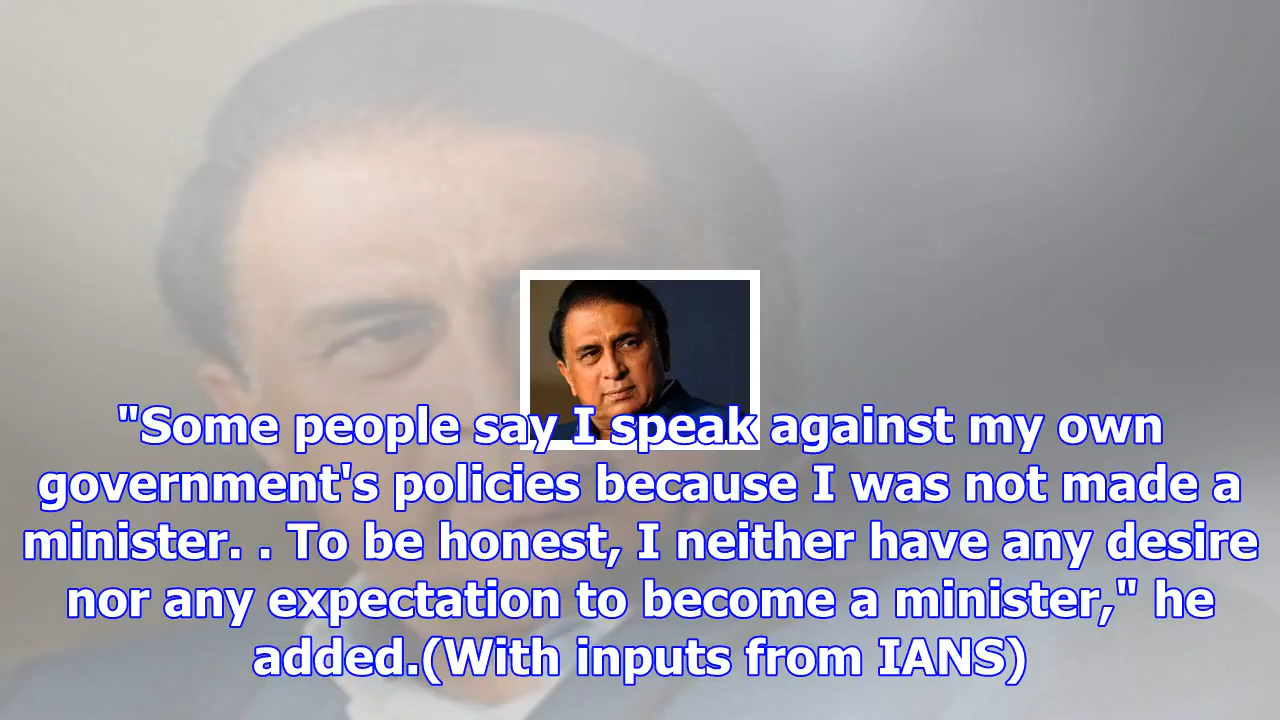 "Some people say I speak against my own
government's policies because I was not made a
minister. . To be honest, I neither have any desire
nor any expectation to become a minister," he
added.(With inputs from IANS)